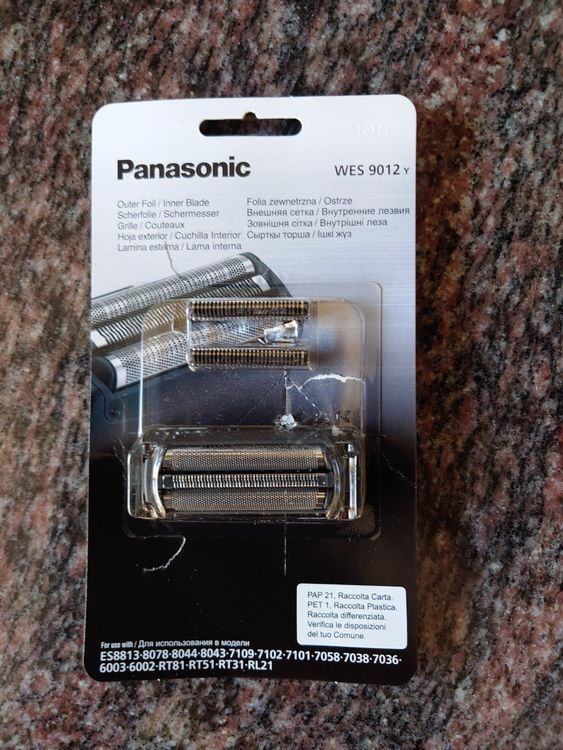 220701
Panasonic
WES 9012 Y
Outer Foil / Inner Blade
Scherfolie / Schermesser
Grille / Couteaux
Hoja exterior / Cuchilla Interior
Lamina esterna / Lama interna
Folia zewnetrzna / Ostrze
Внешняя сетка / Внутренние лезвия
Зовнішня сітка / Внутрішні леза
Сыртқы торша / Ішкі жүз
PAP 21, Raccolta Carta.
PET 1, Raccolta Plastica.
Raccolta differenziata.
Verifica le disposizioni
del tuo Comune.
For use with / Для использования в модели
ES8813·8078·8044·8043·7109·7102·7101·7058·7038·7036·
6003·6002·RT81·RT51·RT31·RL21